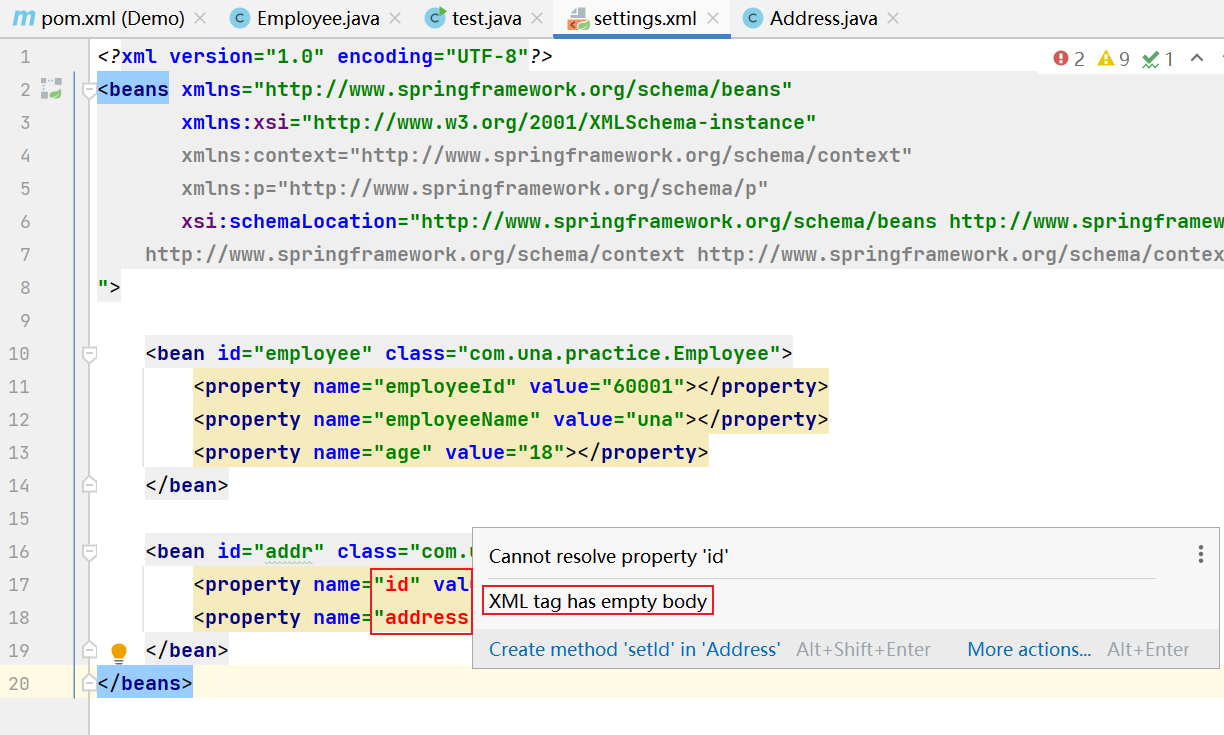 pom.xml (Demo) Employee.java test.java settings.xml Address.java
1 <?xml version="1.0" encoding="UTF-8"?> 2 9 1
2 <beans xmlns="http://www.springframework.org/schema/beans"
3 xmlns:xsi="http://www.w3.org/2001/XMLSchema-instance"
4 xmlns:context="http://www.springframework.org/schema/context"
5 xmlns:p="http://www.springframework.org/schema/p"
6 xsi:schemaLocation="http://www.springframework.org/schema/beans http://www.springframew
7 http://www.springframework.org/schema/context http://www.springframework.org/schema/contex
8 ">
9
10 <bean id="employee" class="com.una.practice.Employee">
11 <property name="employeeId" value="60001"></property>
12 <property name="employeeName" value="una"></property>
13 <property name="age" value="18"></property>
14 </bean>
15
16 <bean id="addr" class="com.
17 <property name="id" val
18 <property name="address
19 </bean>
20 </beans>
Cannot resolve property 'id'
XML tag has empty body
Create method 'setId' in 'Address' Alt+Shift+Enter More actions... Alt+Enter